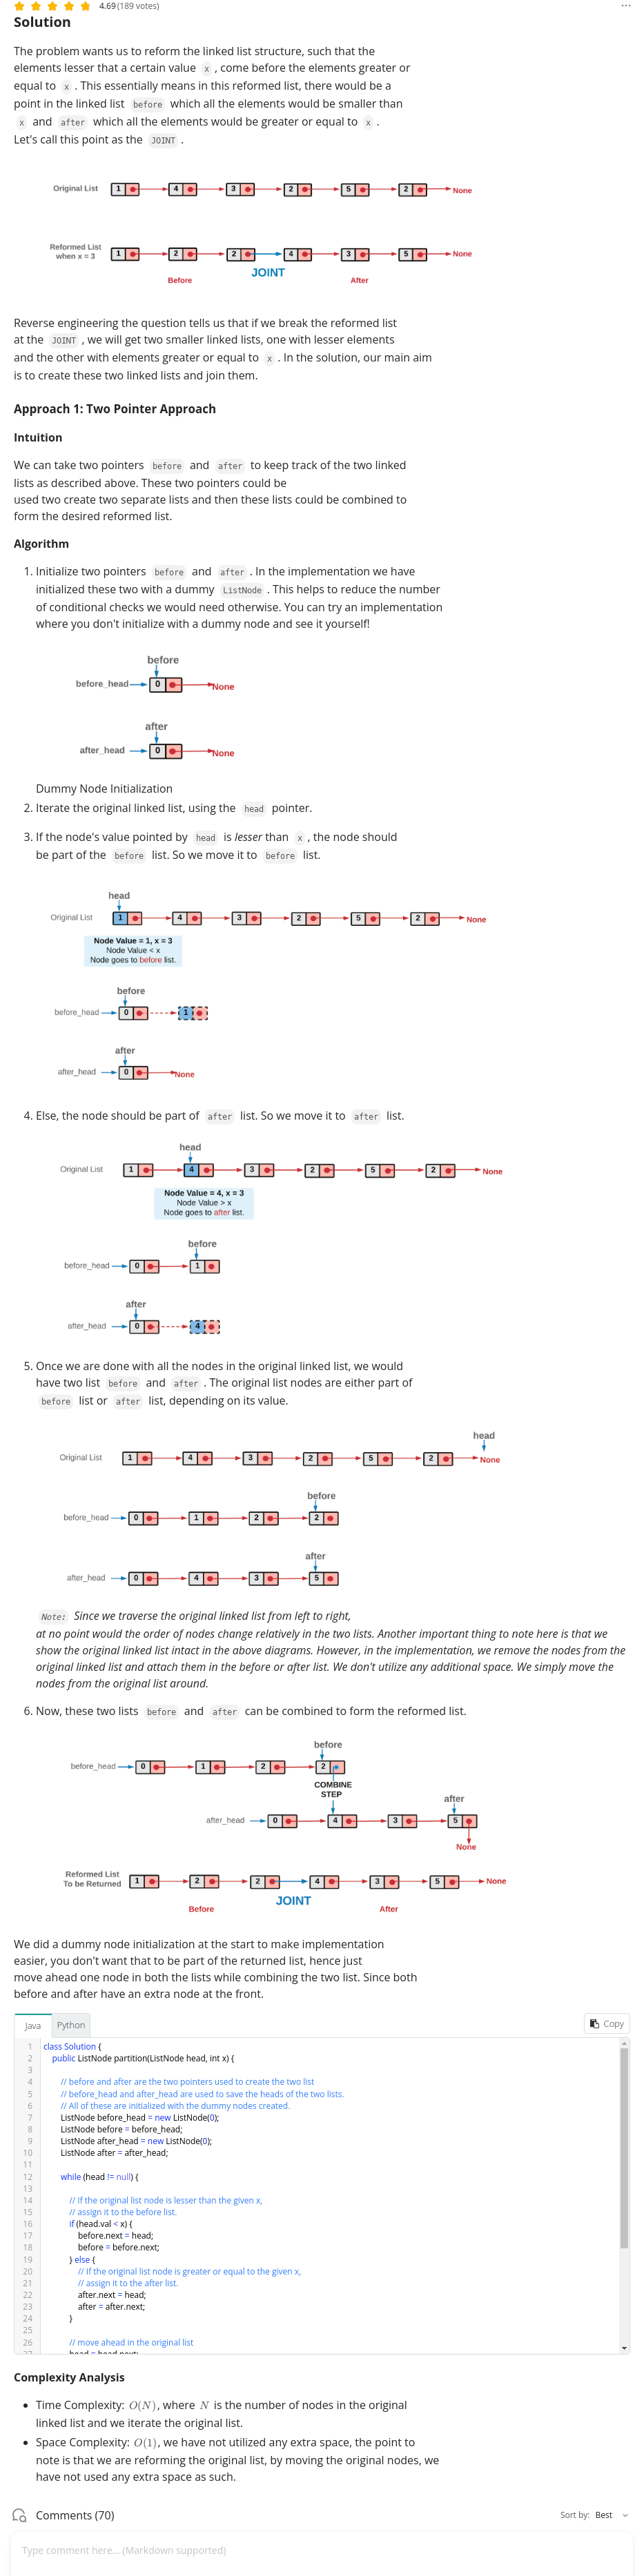 4.69 (189 votes)
Solution
The problem wants us to reform the linked list structure, such that the
elements lesser that a certain value x , come before the elements greater or
equal to x . This essentially means in this reformed list, there would be a
point in the linked list before which all the elements would be smaller than
x and after which all the elements would be greater or equal to x .
Let's call this point as the JOINT .
Original List 1 4 3 2 5 2 None
Reformed List
when x = 3
1 2 2 4 3 5 None
JOINT
Before After
Reverse engineering the question tells us that if we break the reformed list
at the JOINT , we will get two smaller linked lists, one with lesser elements
and the other with elements greater or equal to x . In the solution, our main aim
is to create these two linked lists and join them.
Approach 1: Two Pointer Approach
Intuition
We can take two pointers before and after to keep track of the two linked
lists as described above. These two pointers could be
used two create two separate lists and then these lists could be combined to
form the desired reformed list.
Algorithm
1. Initialize two pointers before and after . In the implementation we have
initialized these two with a dummy ListNode . This helps to reduce the number
of conditional checks we would need otherwise. You can try an implementation
where you don't initialize with a dummy node and see it yourself!
before
before_head 0 None
after
after_head 0 None
Dummy Node Initialization
2. Iterate the original linked list, using the head pointer.
3. If the node's value pointed by head is lesser than x , the node should
be part of the before list. So we move it to before list.
head
Original List 1 4 3 2 5 2 None
Node Value = 1, x = 3
Node Value < x
Node goes to before list.
before
before_head 0 1
after
after_head 0 None
4. Else, the node should be part of after list. So we move it to after list.
head
Original List 1 4 3 2 5 2 None
Node Value = 4, x = 3
Node Value > x
Node goes to after list.
before
before_head 0 1
after
after_head 0 4
5. Once we are done with all the nodes in the original linked list, we would
have two list before and after . The original list nodes are either part of
before list or after list, depending on its value.
head
Original List 1 4 3 2 5 2 None
before
before_head 0 1 2 2
after
after_head 0 4 3 5
Note: Since we traverse the original linked list from left to right,
at no point would the order of nodes change relatively in the two lists. Another important thing to note here is that we
show the original linked list intact in the above diagrams. However, in the implementation, we remove the nodes from the
original linked list and attach them in the before or after list. We don't utilize any additional space. We simply move the
nodes from the original list around.
6. Now, these two lists before and after can be combined to form the reformed list.
before
before_head 0 1 2 2
COMBINE
STEP
after
after_head 0 4 3 5
None
Reformed List
To be Returned
1 2 2 4 3 5 None
JOINT
Before After
We did a dummy node initialization at the start to make implementation
easier, you don't want that to be part of the returned list, hence just
move ahead one node in both the lists while combining the two list. Since both
before and after have an extra node at the front.
Java Python Copy
1 class Solution {
2 public ListNode partition(ListNode head, int x) {
3
4 // before and after are the two pointers used to create the two list
5 // before_head and after_head are used to save the heads of the two lists.
6 // All of these are initialized with the dummy nodes created.
7 ListNode before_head = new ListNode(0);
8 ListNode before = before_head;
9 ListNode after_head = new ListNode(0);
10 ListNode after = after_head;
11
12 while (head != null) {
13
14 // If the original list node is lesser than the given x,
15 // assign it to the before list.
16 if (head.val < x) {
17 before.next = head;
18 before = before.next;
19 } else {
20 // If the original list node is greater or equal to the given x,
21 // assign it to the after list.
22 after.next = head;
23 after = after.next;
24 }
25
26 // move ahead in the original list
27 head = head.next;
Complexity Analysis
• Time Complexity: O(N), where N is the number of nodes in the original
linked list and we iterate the original list.
• Space Complexity: O(1), we have not utilized any extra space, the point to
note is that we are reforming the original list, by moving the original nodes, we
have not used any extra space as such.
Comments (70) Sort by: Best
Type comment here... (Markdown supported)